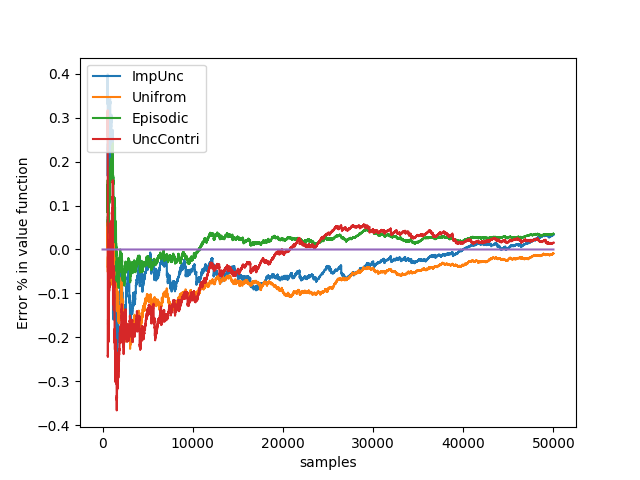 ImpUnc
Unifrom
Episodic
UncContri
Error % in value function
0.4
0.3
0.2
0.1
0.0
−0.1
−0.2
−0.3
−0.4
0 10000 20000 30000 40000 50000
samples